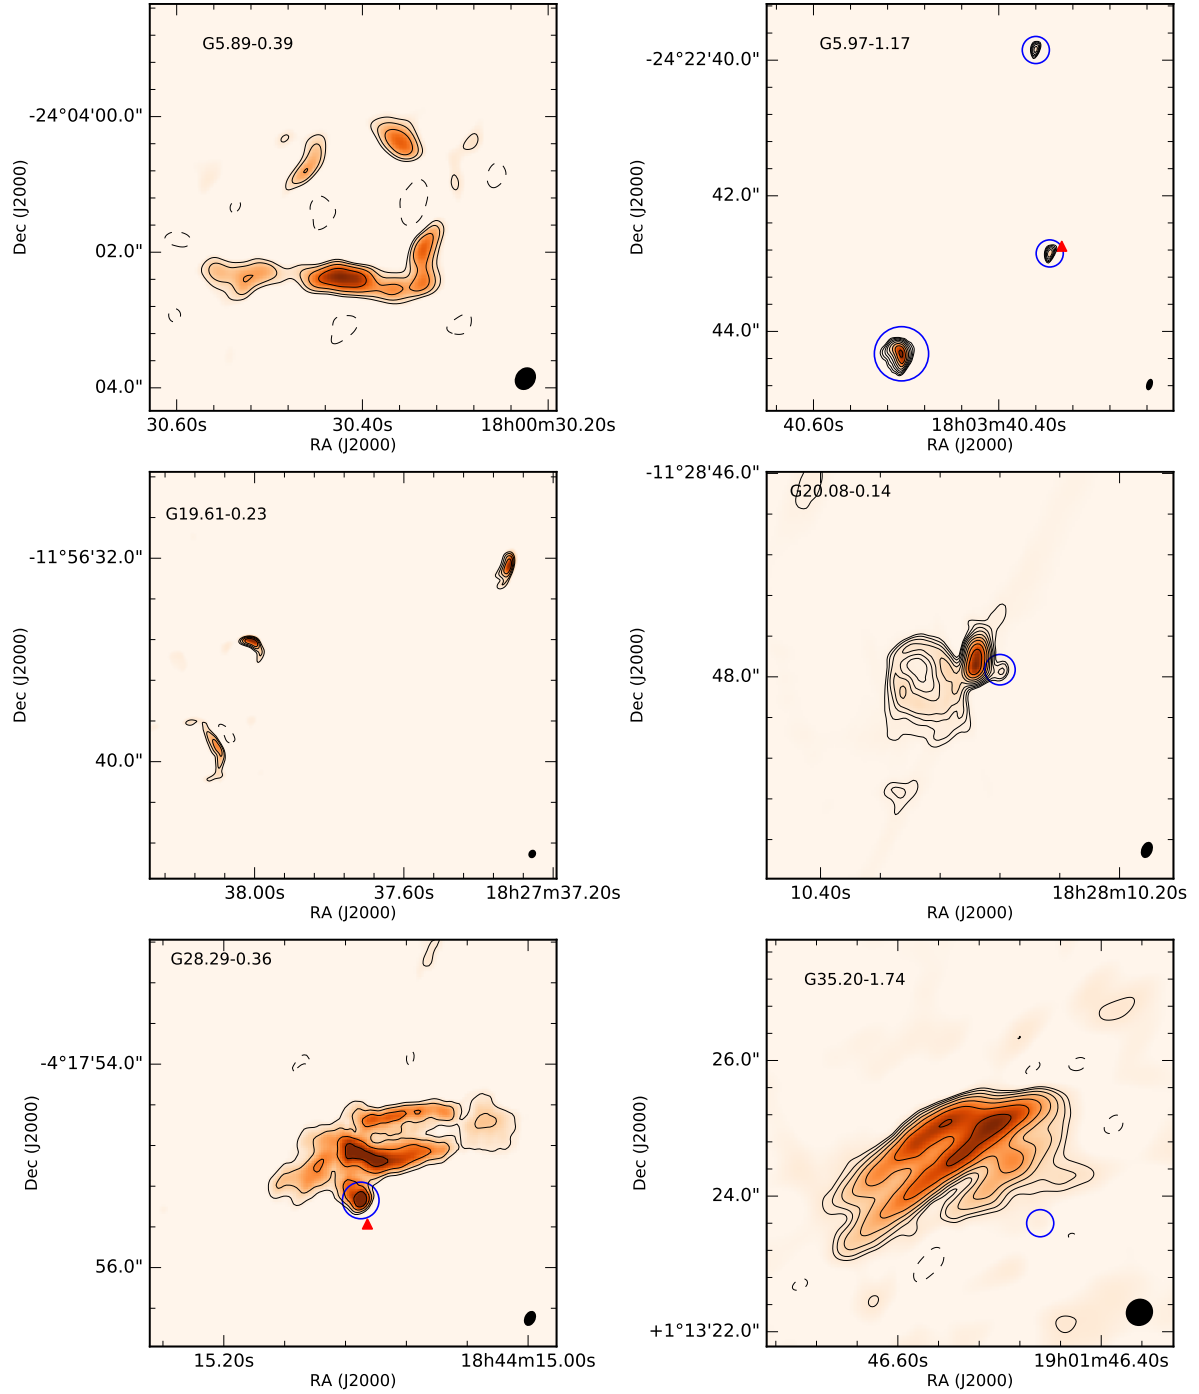 G5.89-0.39
Dec (J2000)
-24°04'00.0"
02.0"
04.0"
30.60s
30.40s
18h00m30.20s
RA (J2000)
G5.97-1.17
Dec (J2000)
-24°22'40.0"
42.0"
44.0"
40.60s
18h03m40.40s
RA (J2000)
G19.61-0.23
Dec (J2000)
-11°56'32.0"
40.0"
38.00s
37.60s
18h27m37.20s
RA (J2000)
G20.08-0.14
Dec (J2000)
-11°28'46.0"
48.0"
10.40s
18h28m10.20s
RA (J2000)
G28.29-0.36
Dec (J2000)
-4°17'54.0"
56.0"
15.20s
18h44m15.00s
RA (J2000)
G35.20-1.74
Dec (J2000)
26.0"
24.0"
+1°13'22.0"
46.60s
19h01m46.40s
RA (J2000)